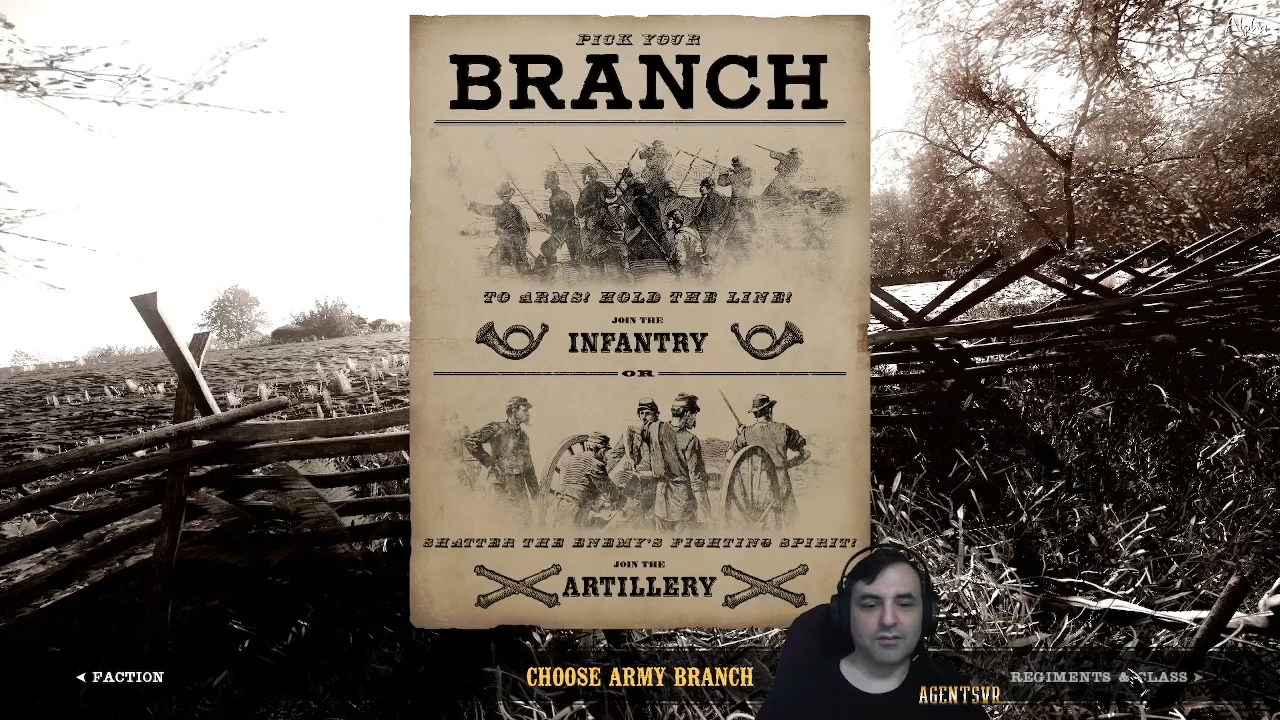 Alpha
PICK YOUR
BRANCH
TO ARMS! HOLD THE LINE!
JOIN THE
INFANTRY
OR
SHATTER THE ENEMY'S FIGHTING SPIRIT!
JOIN THE
ARTILLERY
FACTION
CHOOSE ARMY BRANCH
REGIMENTS & CLASS
AGENTSVR